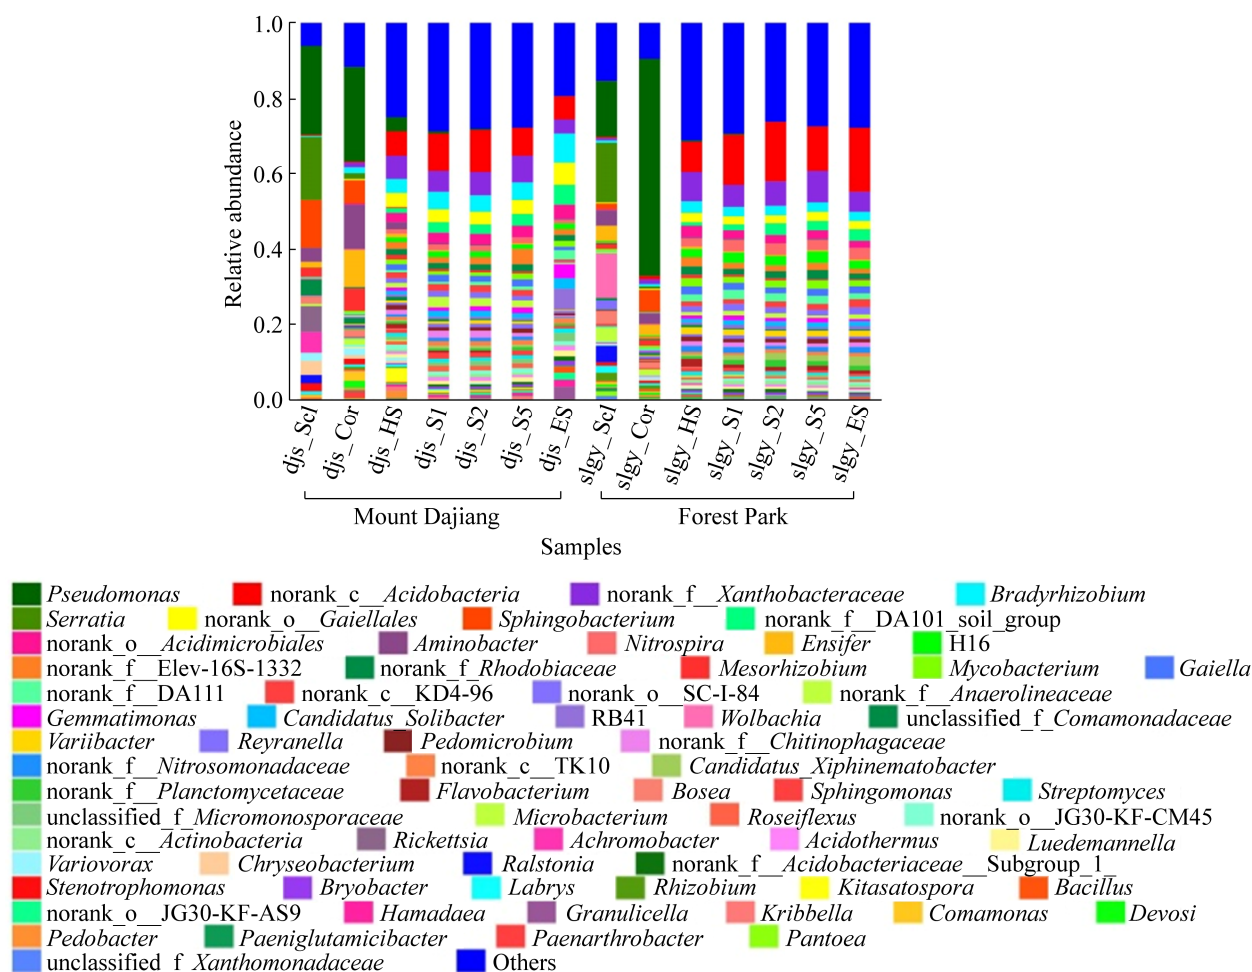 1.0
0.8
0.6
0.4
0.2
0.0
Relative abundance
djs_Scl
djs_Cor
djs_HS
djs_S1
djs_S2
djs_S5
djs_ES
slgy_Scl
slgy_Cor
slgy_HS
slgy_S1
slgy_S2
slgy_S5
slgy_ES
Mount Dajiang Forest Park
Samples
Pseudomonas norank_c__Acidobacteria norank_f__Xanthobacteraceae Bradyrhizobium
Serratia norank_o__Gaiellales Sphingobacterium norank_f__DA101_soil_group
norank_o__Acidimicrobiales Aminobacter Nitrospira Ensifer H16
norank_f__Elev-16S-1332 norank_f_Rhodobiaceae Mesorhizobium Mycobacterium Gaiella
norank_f__DA111 norank_c__KD4-96 norank_o__SC-I-84 norank_f__Anaerolineaceae
Gemmatimonas Candidatus_Solibacter RB41 Wolbachia unclassified_f_Comamonadaceae
Variibacter Reyranella Pedomicrobium norank_f__Chitinophagaceae
norank_f__Nitrosomonadaceae norank_c__TK10 Candidatus_Xiphinematobacter
norank_f__Planctomycetaceae Flavobacterium Bosea Sphingomonas Streptomyces
unclassified_f_Micromonosporaceae Microbacterium Roseiflexus norank_o__JG30-KF-CM45
norank_c__Actinobacteria Rickettsia Achromobacter Acidothermus Luedemannella
Variovorax Chryseobacterium Ralstonia norank_f__Acidobacteriaceae__Subgroup_1_
Stenotrophomonas Bryobacter Labrys Rhizobium Kitasatospora Bacillus
norank_o__JG30-KF-AS9 Hamadaea Granulicella Kribbella Comamonas Devosi
Pedobacter Paeniglutamicibacter Paenarthrobacter Pantoea
unclassified_f_Xanthomonadaceae Others